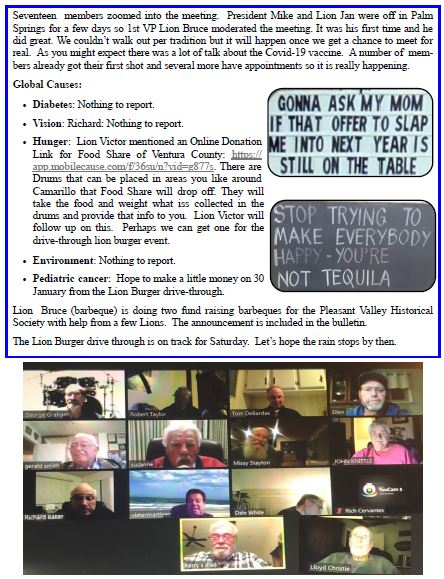 Seventeen members zoomed into the meeting. President Mike and Lion Jan were off in Palm
Springs for a few days so 1st VP Lion Bruce moderated the meeting. It was his first time and he
did great. We couldn't walk out per tradition but it will happen once we get a chance to meet for
real. As you might expect there was a lot of talk about the Covid-19 vaccine. A number of mem-
bers already got their first shot and several more have appointments so it is really happening.
Global Causes:
• Diabetes: Nothing to report.
• Vision: Richard: Nothing to report.
• Hunger: Lion Victor mentioned an Online Donation
Link for Food Share of Ventura County: https://
app.mobilecause.com/f/36su/n?vid=g877s. There are
Drums that can be placed in areas you like around
Camarillo that Food Share will drop off. They will
take the food and weight what iss collected in the
drums and provide that info to you. Lion Victor will
follow up on this. Perhaps we can get one for the
drive-through lion burger event.
• Environment: Nothing to report.
• Pediatric cancer: Hope to make a little money on 30
January from the Lion Burger drive-through.
GONNA ASK MY MOM
IF THAT OFFER TO SLAP
ME INTO NEXT YEAR IS
STILL ON THE TABLE
STOP TRYING TO
MAKE EVERYBODY
HAPPY - YOU'RE
NOT TEQUILA
Lion Bruce (barbeque) is doing two fund raising barbeques for the Pleasant Valley Historical
Society with help from a few Lions. The announcement is included in the bulletin.
The Lion Burger drive through is on track for Saturday. Let's hope the rain stops by then.
George Graham
Robert Taylor
Tom DeBardas
Ellen
gerald smith
suzanne
Missy Stayton
JOHN KNITTLE
Richard Baker
Dale White
YouCam 5
Rich Cervantes
Kerry's iPad
Lloyd Christie